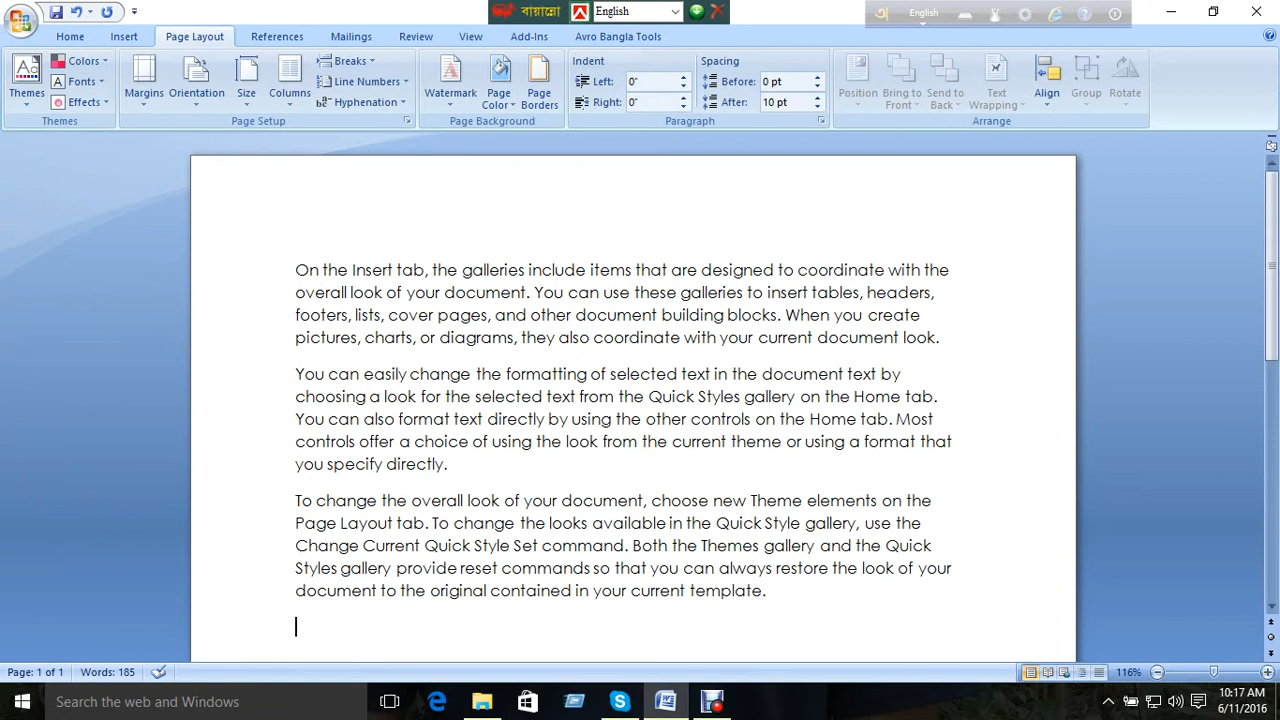 বায়ান্নো English
English
Home Insert Page Layout References Mailings Review View Add-Ins Avro Bangla Tools
Themes Colors Fonts Effects
Margins Orientation Size Columns Breaks Line Numbers Hyphenation
Watermark Page Color Page Borders
Indent Spacing
Left: 0" Before: 0 pt
Right: 0" After: 10 pt
Position Bring to Front Send to Back Text Wrapping Align Group Rotate
Themes Page Setup Page Background Paragraph Arrange
On the Insert tab, the galleries include items that are designed to coordinate with the
overall look of your document. You can use these galleries to insert tables, headers,
footers, lists, cover pages, and other document building blocks. When you create
pictures, charts, or diagrams, they also coordinate with your current document look.
You can easily change the formatting of selected text in the document text by
choosing a look for the selected text from the Quick Styles gallery on the Home tab.
You can also format text directly by using the other controls on the Home tab. Most
controls offer a choice of using the look from the current theme or using a format that
you specify directly.
To change the overall look of your document, choose new Theme elements on the
Page Layout tab. To change the looks available in the Quick Style gallery, use the
Change Current Quick Style Set command. Both the Themes gallery and the Quick
Styles gallery provide reset commands so that you can always restore the look of your
document to the original contained in your current template.
Page: 1 of 1 Words: 185 116%
Search the web and Windows
10:17 AM
6/11/2016